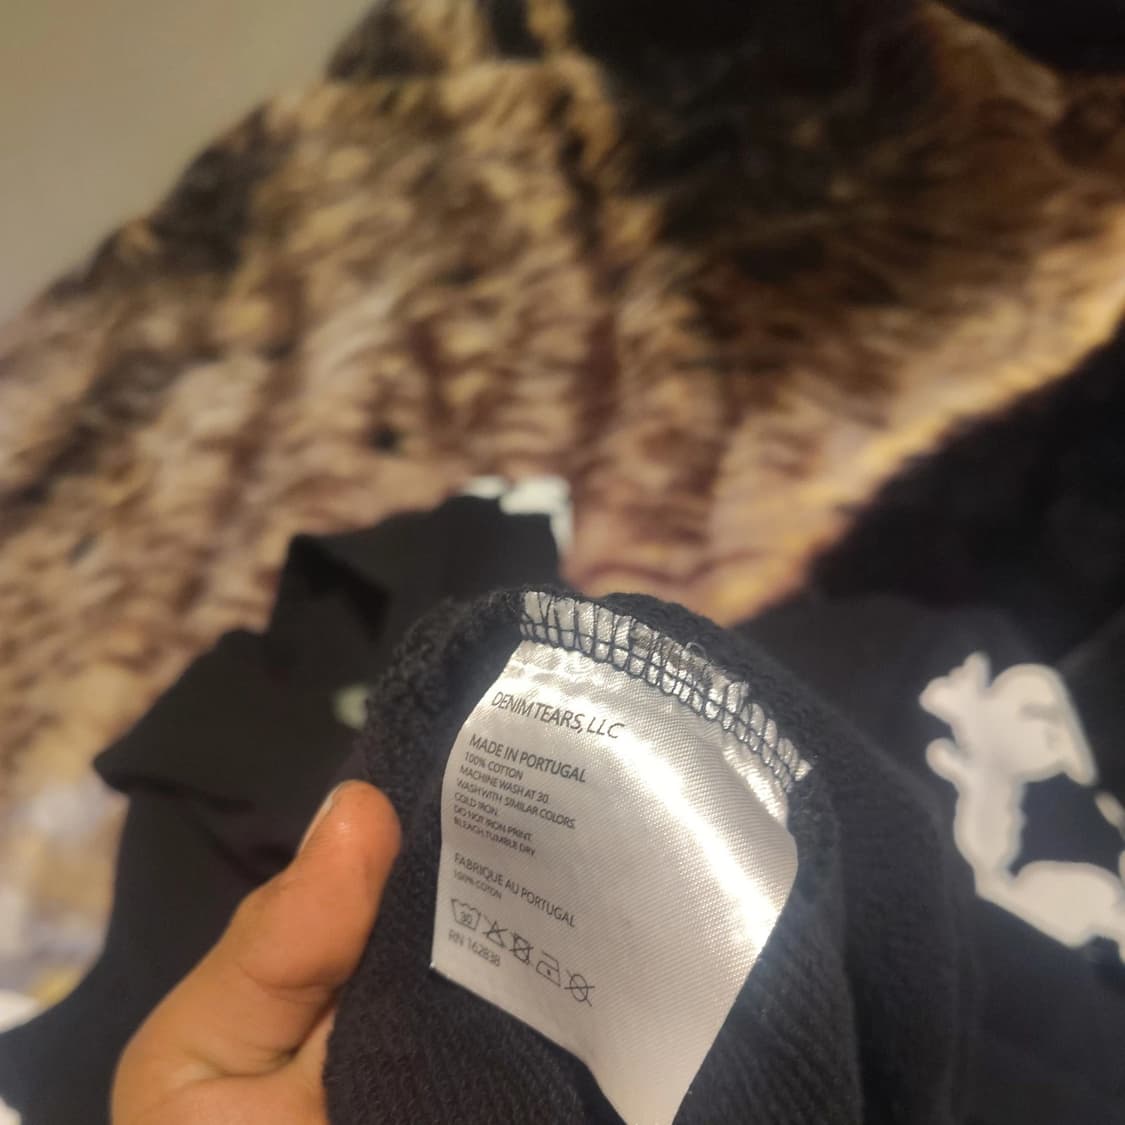 DENIM TEARS, LLC
MADE IN PORTUGAL
100% COTTON
MACHINE WASH AT 30.
WASH WITH SIMILAR COLORS.
COLD IRON.
DO NOT IRON PRINT.
BLEACH, TUMBLE DRY
FABRIQUE AU PORTUGAL
100% COTON
30
RN 162838